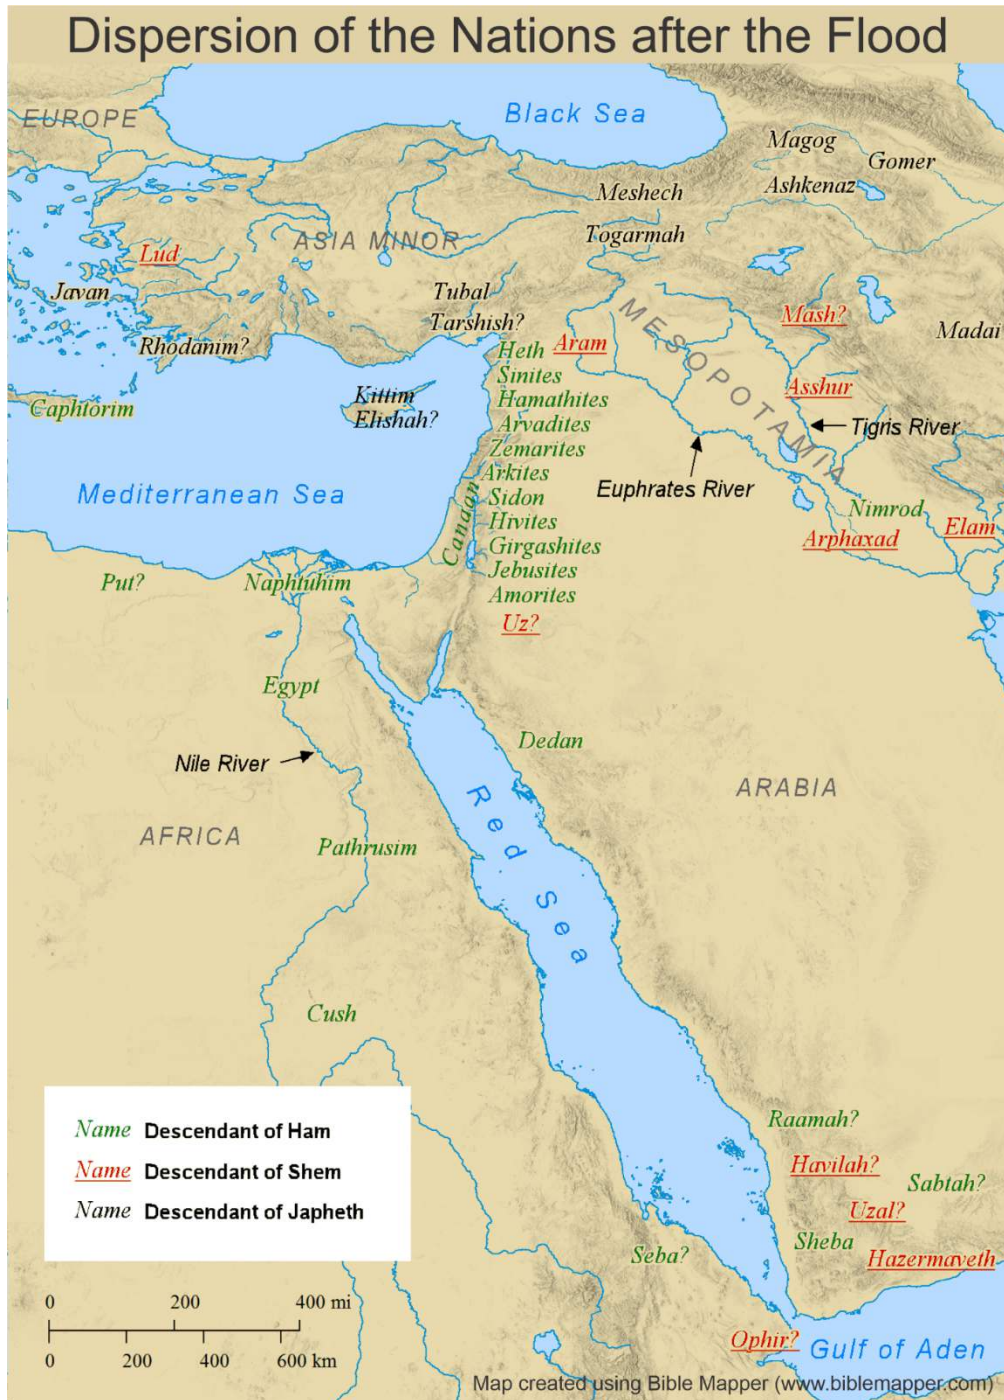 Dispersion of the Nations after the Flood
EUROPE
Black Sea
Magog
Gomer
Meshech
Ashkenaz
Togarmah
ASIA MINOR
Lud
Javan
Tubal
Tarshish?
Rhodanim?
Mash?
Madai
MESOPOTAMIA
Aram
Asshur
Heth
Sinites
Hamathites
Arvadites
Zemarites
Arkites
Sidon
Hivites
Girgashites
Jebusites
Amorites
Canaan
Kittim
Elishah?
Caphtorim
Tigris River
Mediterranean Sea
Euphrates River
Nimrod
Elam
Arphaxad
Put?
Naphtuhim
Uz?
Egypt
Dedan
Nile River
ARABIA
Red Sea
AFRICA
Pathrusim
Cush
Name Descendant of Ham
Name Descendant of Shem
Name Descendant of Japheth
Raamah?
Havilah?
Sabtah?
Uzal?
Sheba
Seba?
Hazermaveth
Ophir?
Gulf of Aden
0 200 400 mi
0 200 400 600 km
Map created using Bible Mapper (www.biblemapper.com)